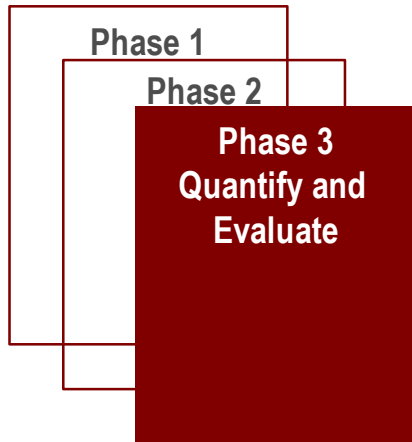 Phase 1
Phase 2
Phase 3
Quantify and
Evaluate